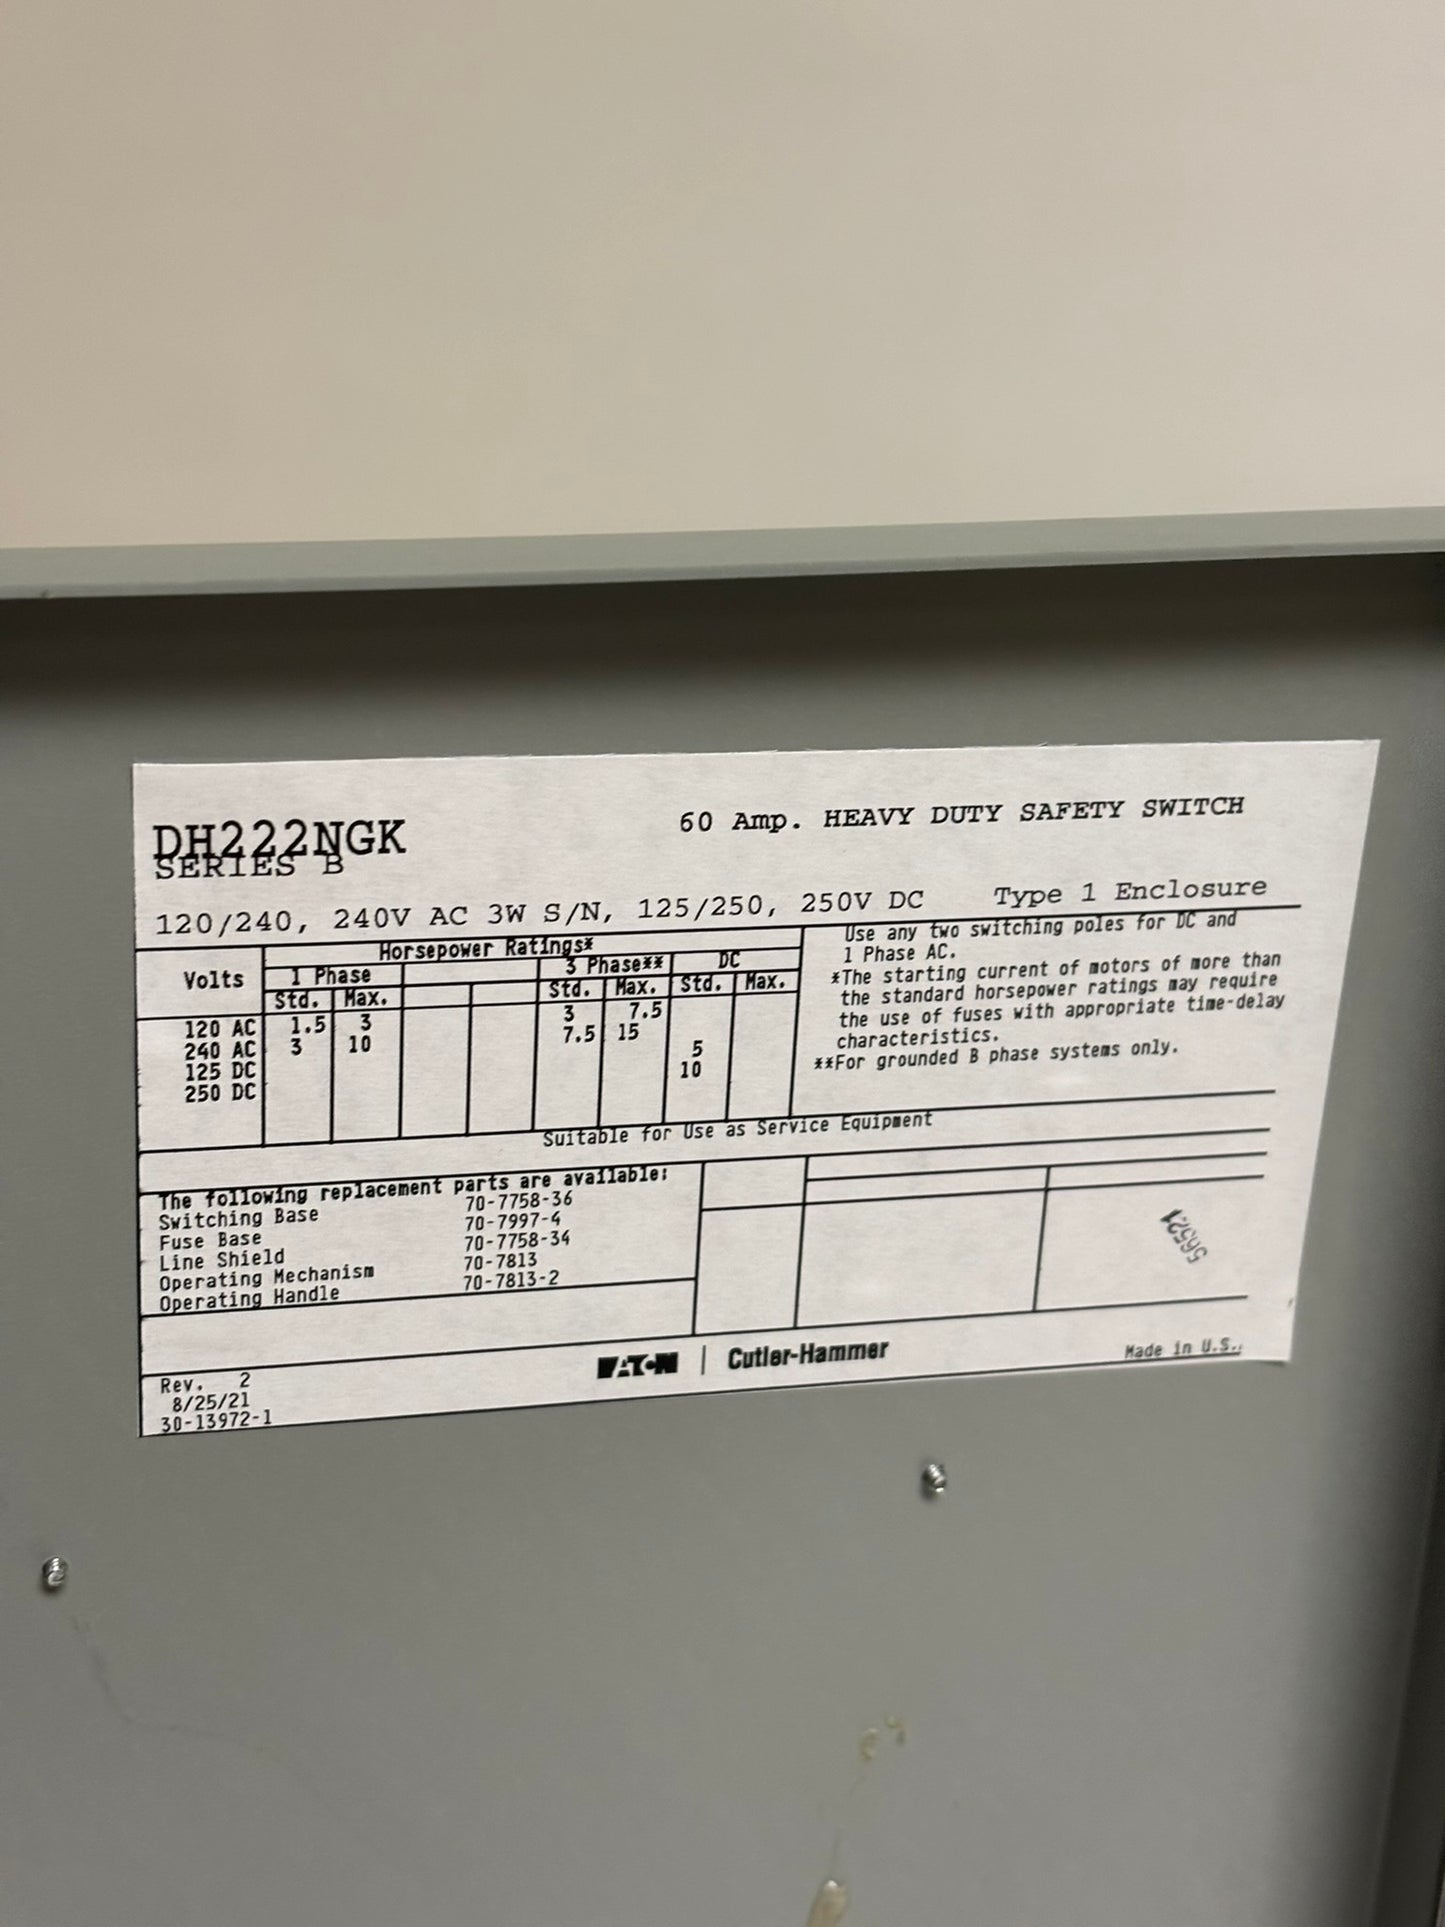 DH222NGK
SERIES B
60 Amp. HEAVY DUTY SAFETY SWITCH
120/240, 240V AC 3W S/N, 125/250, 250V DC Type 1 Enclosure
Horsepower Ratings*
Volts 1 Phase 3 Phase** DC
Std. Max. Std. Max. Std. Max.
120 AC 1.5 3 3 7.5
240 AC 3 10 7.5 15
125 DC 5
250 DC 10
Use any two switching poles for DC and
1 Phase AC.
*The starting current of motors of more than
the standard horsepower ratings may require
the use of fuses with appropriate time-delay
characteristics.
**For grounded B phase systems only.
Suitable for Use as Service Equipment
The following replacement parts are available:
Switching Base 70-7758-36
Fuse Base 70-7997-4
Line Shield 70-7758-34
Operating Mechanism 70-7813
Operating Handle 70-7813-2
56521
Rev. 2
8/25/21
30-13972-1
EATON | Cutler-Hammer
Made in U.S.